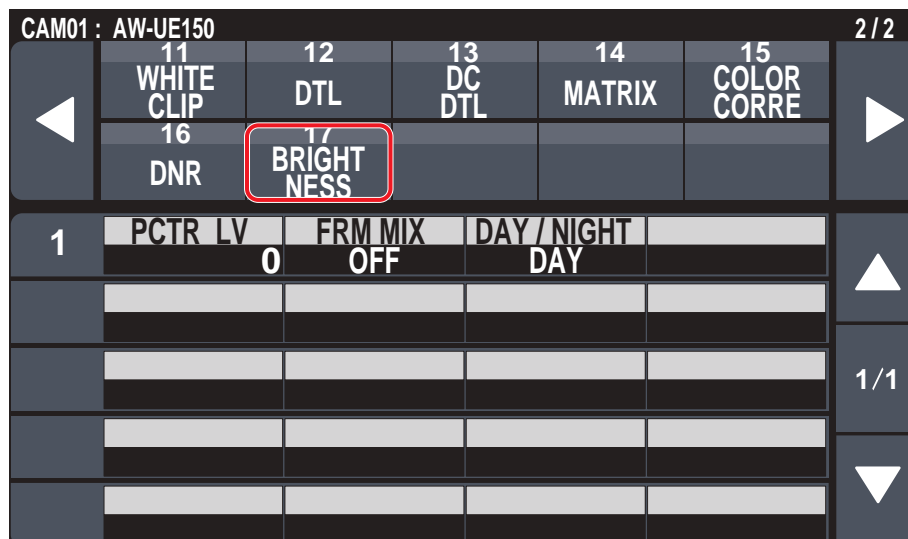 CAM01 : AW-UE150 2 / 2
11 12 13 14 15
WHITE CLIP DTL DC DTL MATRIX COLOR CORRE
16 17
DNR BRIGHT NESS
1 PCTR LV FRM MIX DAY / NIGHT
0 OFF DAY
1/1